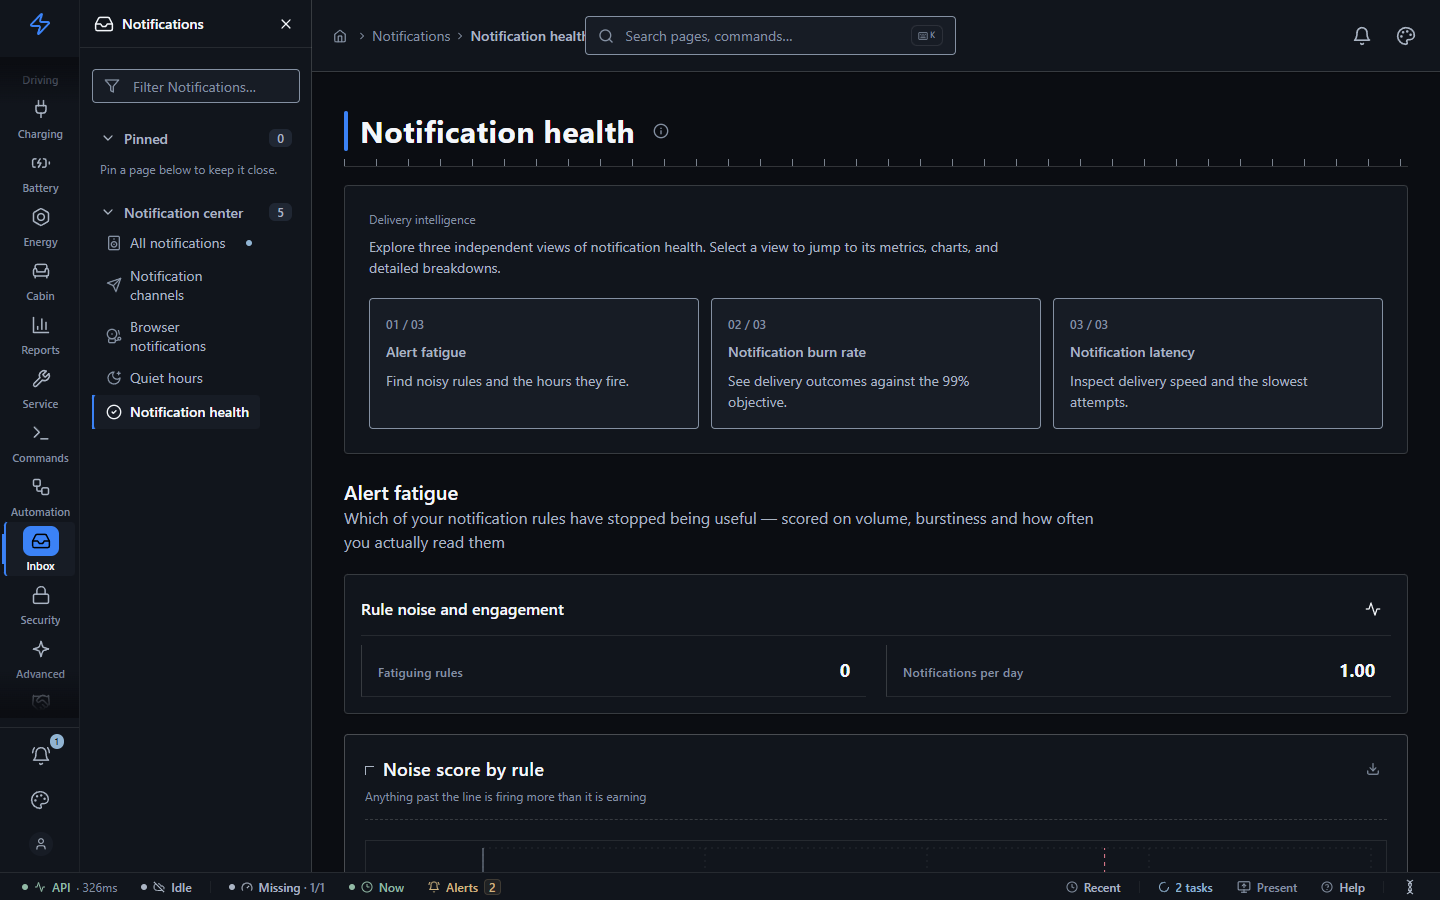 Notifications
Driving
Charging
Battery
Energy
Cabin
Reports
Service
Commands
Automation
Inbox
Security
Advanced
1
Filter Notifications...
Pinned 0
Pin a page below to keep it close.
Notification center 5
All notifications
Notification
channels
Browser
notifications
Quiet hours
Notification health
Notifications
Notification health
Search pages, commands...
K
Notification health
Delivery intelligence
Explore three independent views of notification health. Select a view to jump to its metrics, charts, and
detailed breakdowns.
01 / 03
Alert fatigue
Find noisy rules and the hours they fire.
02 / 03
Notification burn rate
See delivery outcomes against the 99%
objective.
03 / 03
Notification latency
Inspect delivery speed and the slowest
attempts.
Alert fatigue
Which of your notification rules have stopped being useful — scored on volume, burstiness and how often
you actually read them
Rule noise and engagement
Fatiguing rules 0
Notifications per day 1.00
Noise score by rule
Anything past the line is firing more than it is earning
API · 326ms
Idle
Missing · 1/1
Now
Alerts 2
Recent
2 tasks
Present
Help